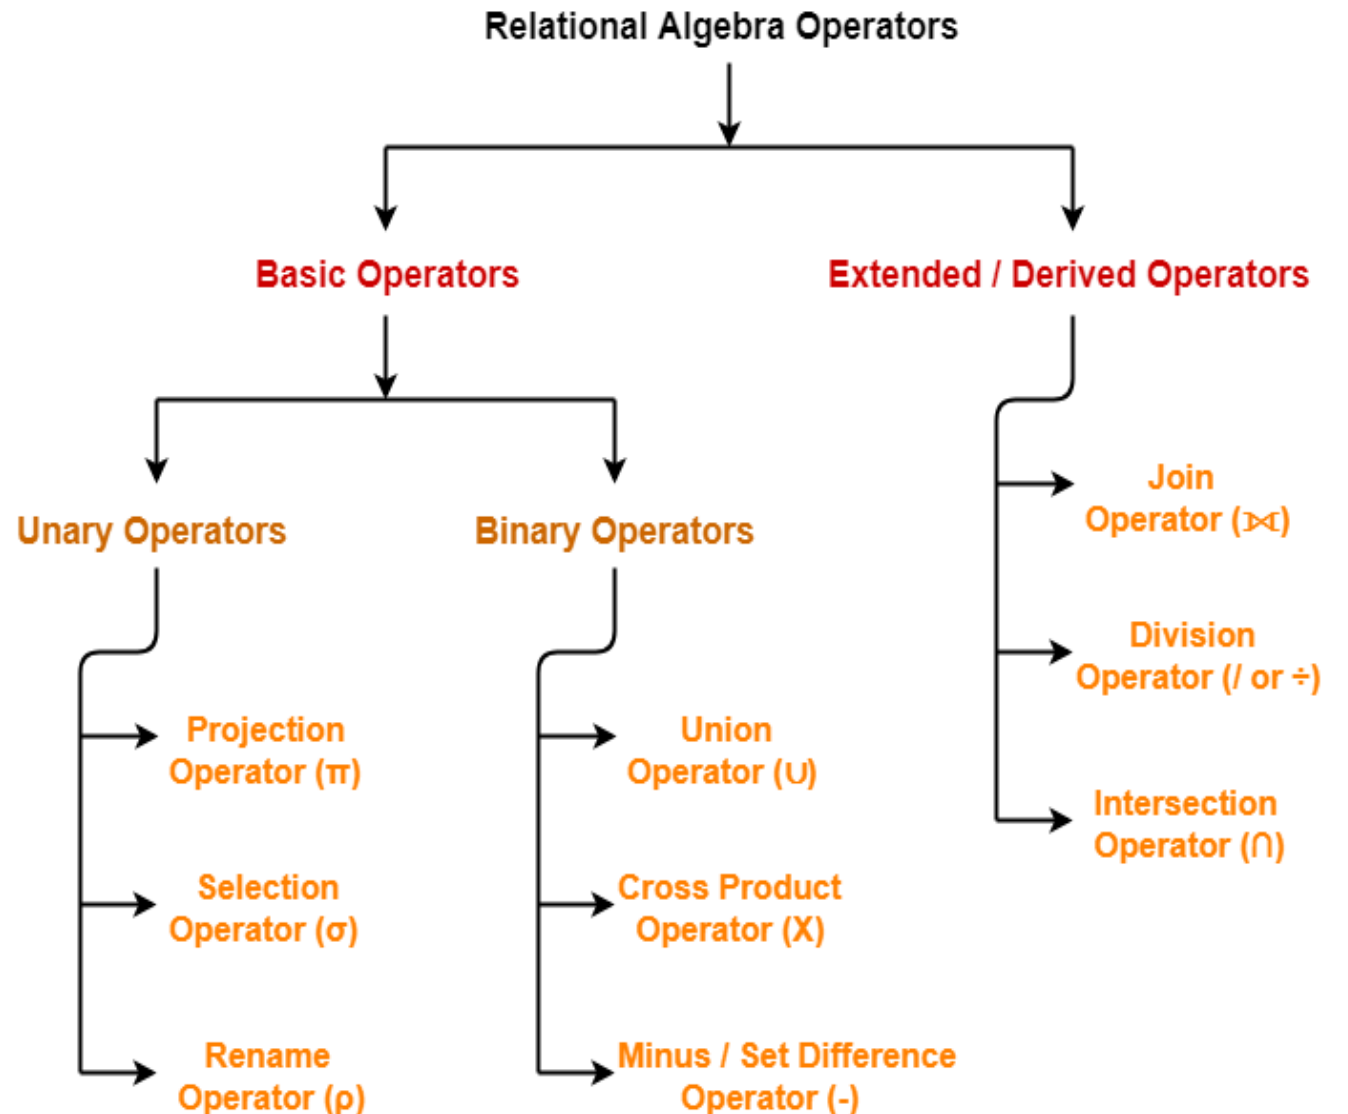 Relational Algebra Operators
Basic Operators
Extended / Derived Operators
Unary Operators
Binary Operators
Join
Operator (⟗)
Division
Operator (/ or ÷)
Intersection
Operator (∩)
Projection
Operator (π)
Selection
Operator (σ)
Rename
Operator (ρ)
Union
Operator (∪)
Cross Product
Operator (X)
Minus / Set Difference
Operator (-)